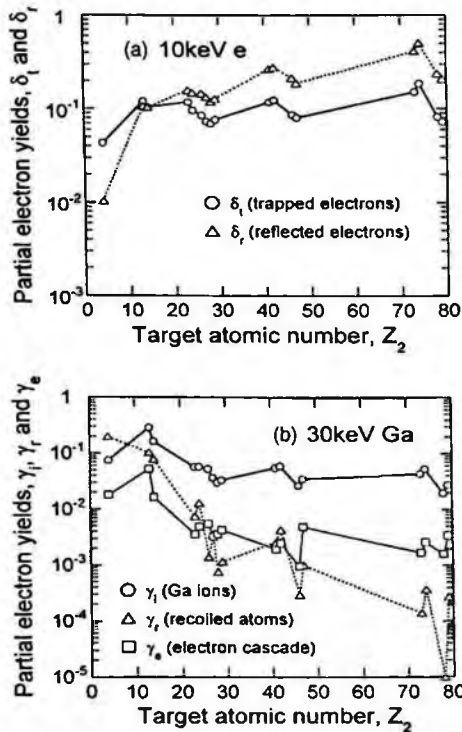 Partial electron yields, δt and δr
1
10-1
10-2
10-3
(a) 10keV e
δt (trapped electrons)
δr (reflected electrons)
0 10 20 30 40 50 60 70 80
Target atomic number, Z2
Partial electron yields, γi, γr and γe
1
10-1
10-2
10-3
10-4
10-5
(b) 30keV Ga
γi (Ga ions)
γr (recoiled atoms)
γe (electron cascade)
0 10 20 30 40 50 60 70 80
Target atomic number, Z2